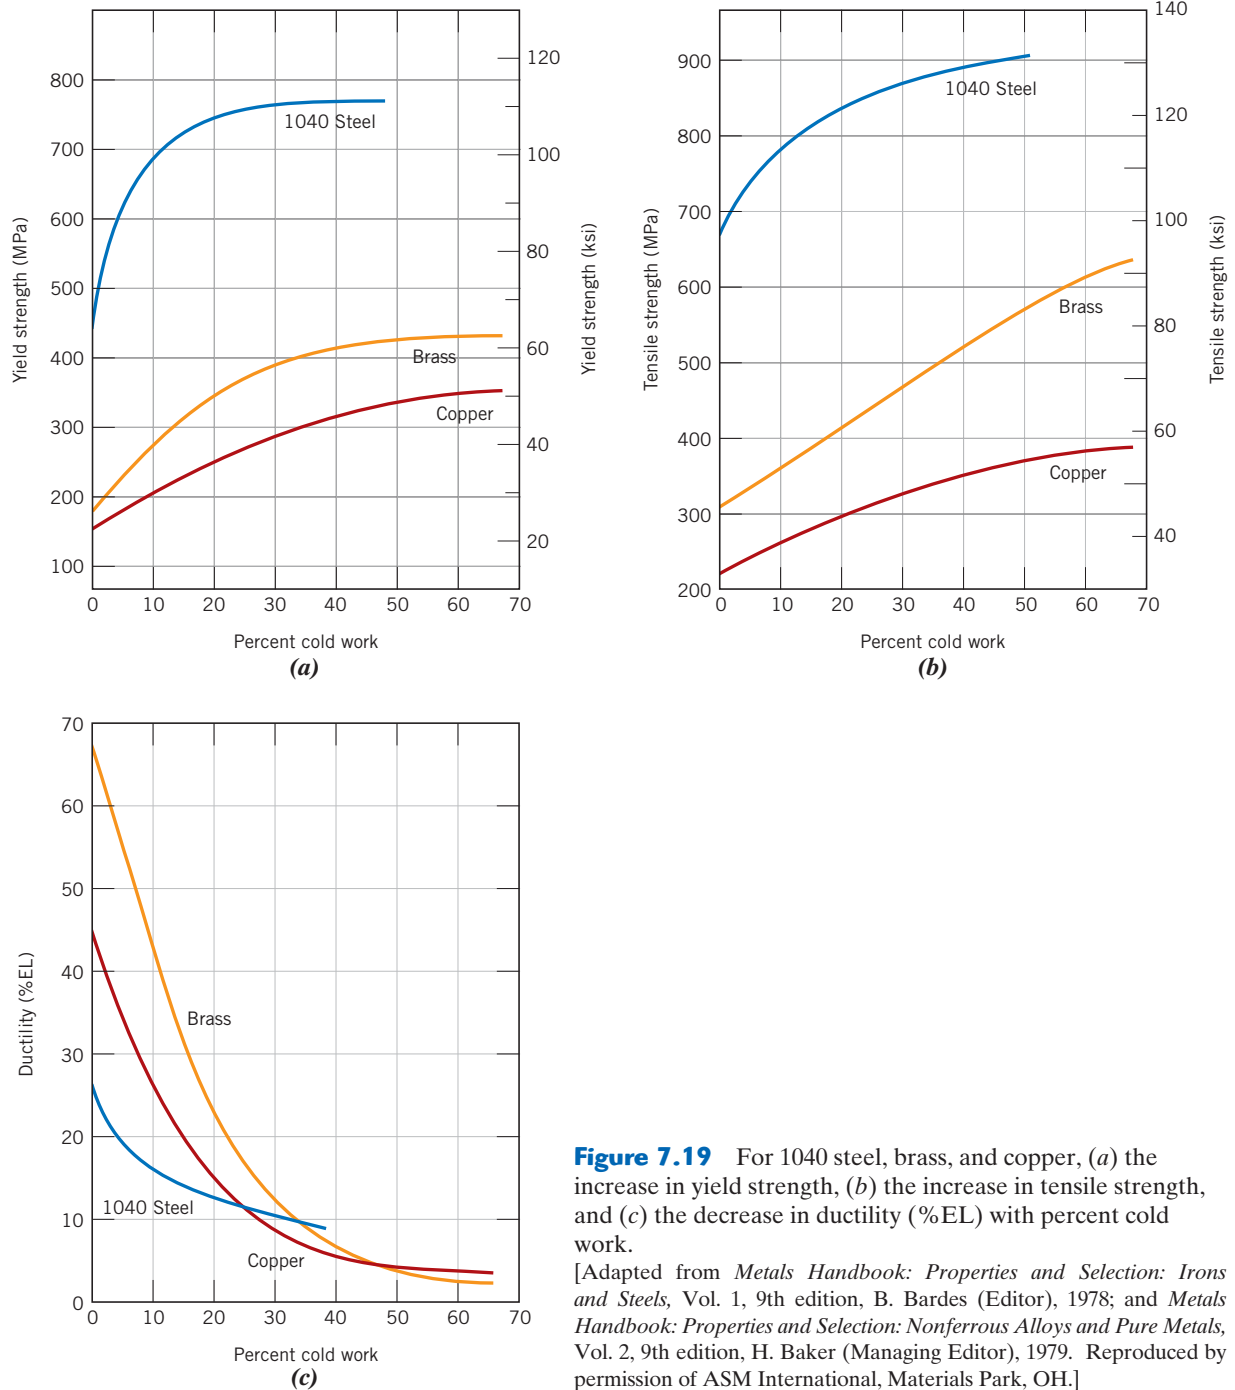 140
120
800
900
1040 Steel
1040 Steel
120
700
100
800
600
700
100
Yield strength (MPa)
80
Yield strength (ksi)
Tensile strength (MPa)
Tensile strength (ksi)
500
600
Brass
80
400
Brass
60
500
Copper
300
40
400
60
Copper
200
300
40
100
20
200
0 10 20 30 40 50 60 70
0 10 20 30 40 50 60 70
Percent cold work
Percent cold work
(a)
(b)
70
60
50
Ductility (%EL)
40
Brass
30
20
1040 Steel
10
Copper
0
0 10 20 30 40 50 60 70
Percent cold work
(c)
Figure 7.19 For 1040 steel, brass, and copper, (a) the
increase in yield strength, (b) the increase in tensile strength,
and (c) the decrease in ductility (%EL) with percent cold
work.
[Adapted from Metals Handbook: Properties and Selection: Irons
and Steels, Vol. 1, 9th edition, B. Bardes (Editor), 1978; and Metals
Handbook: Properties and Selection: Nonferrous Alloys and Pure Metals,
Vol. 2, 9th edition, H. Baker (Managing Editor), 1979. Reproduced by
permission of ASM International, Materials Park, OH.]